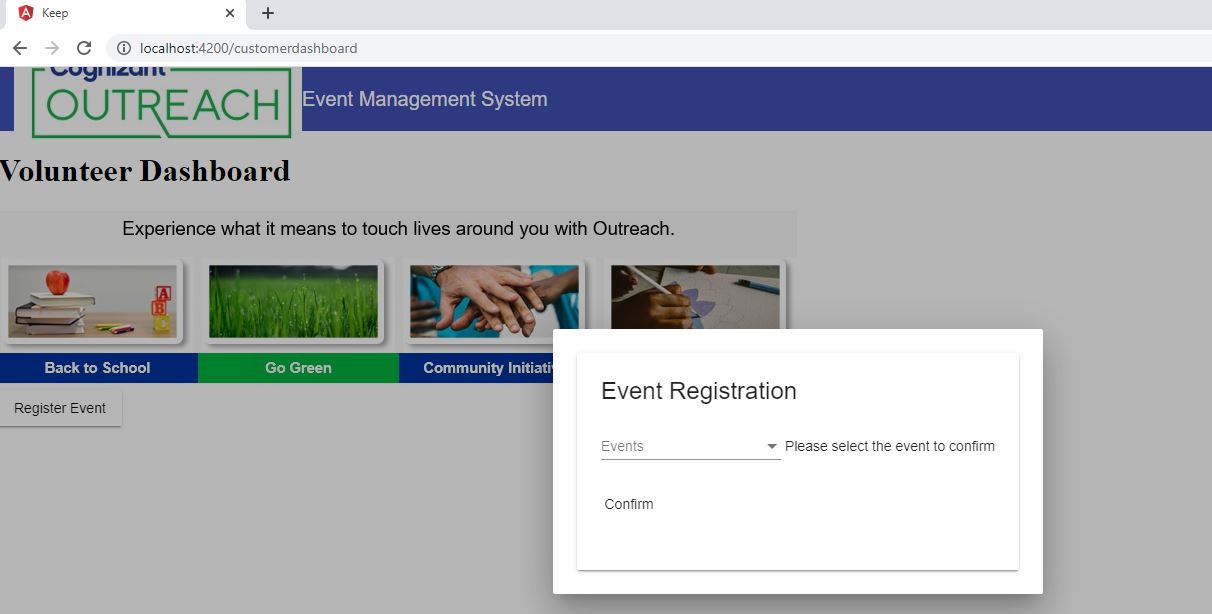 Keep
localhost:4200/customerdashboard
Cognizant
OUTREACH
Event Management System
Volunteer Dashboard
Experience what it means to touch lives around you with Outreach.
A
B
Back to School
Go Green
Community Initiativ
Register Event
Event Registration
Events
Please select the event to confirm
Confirm